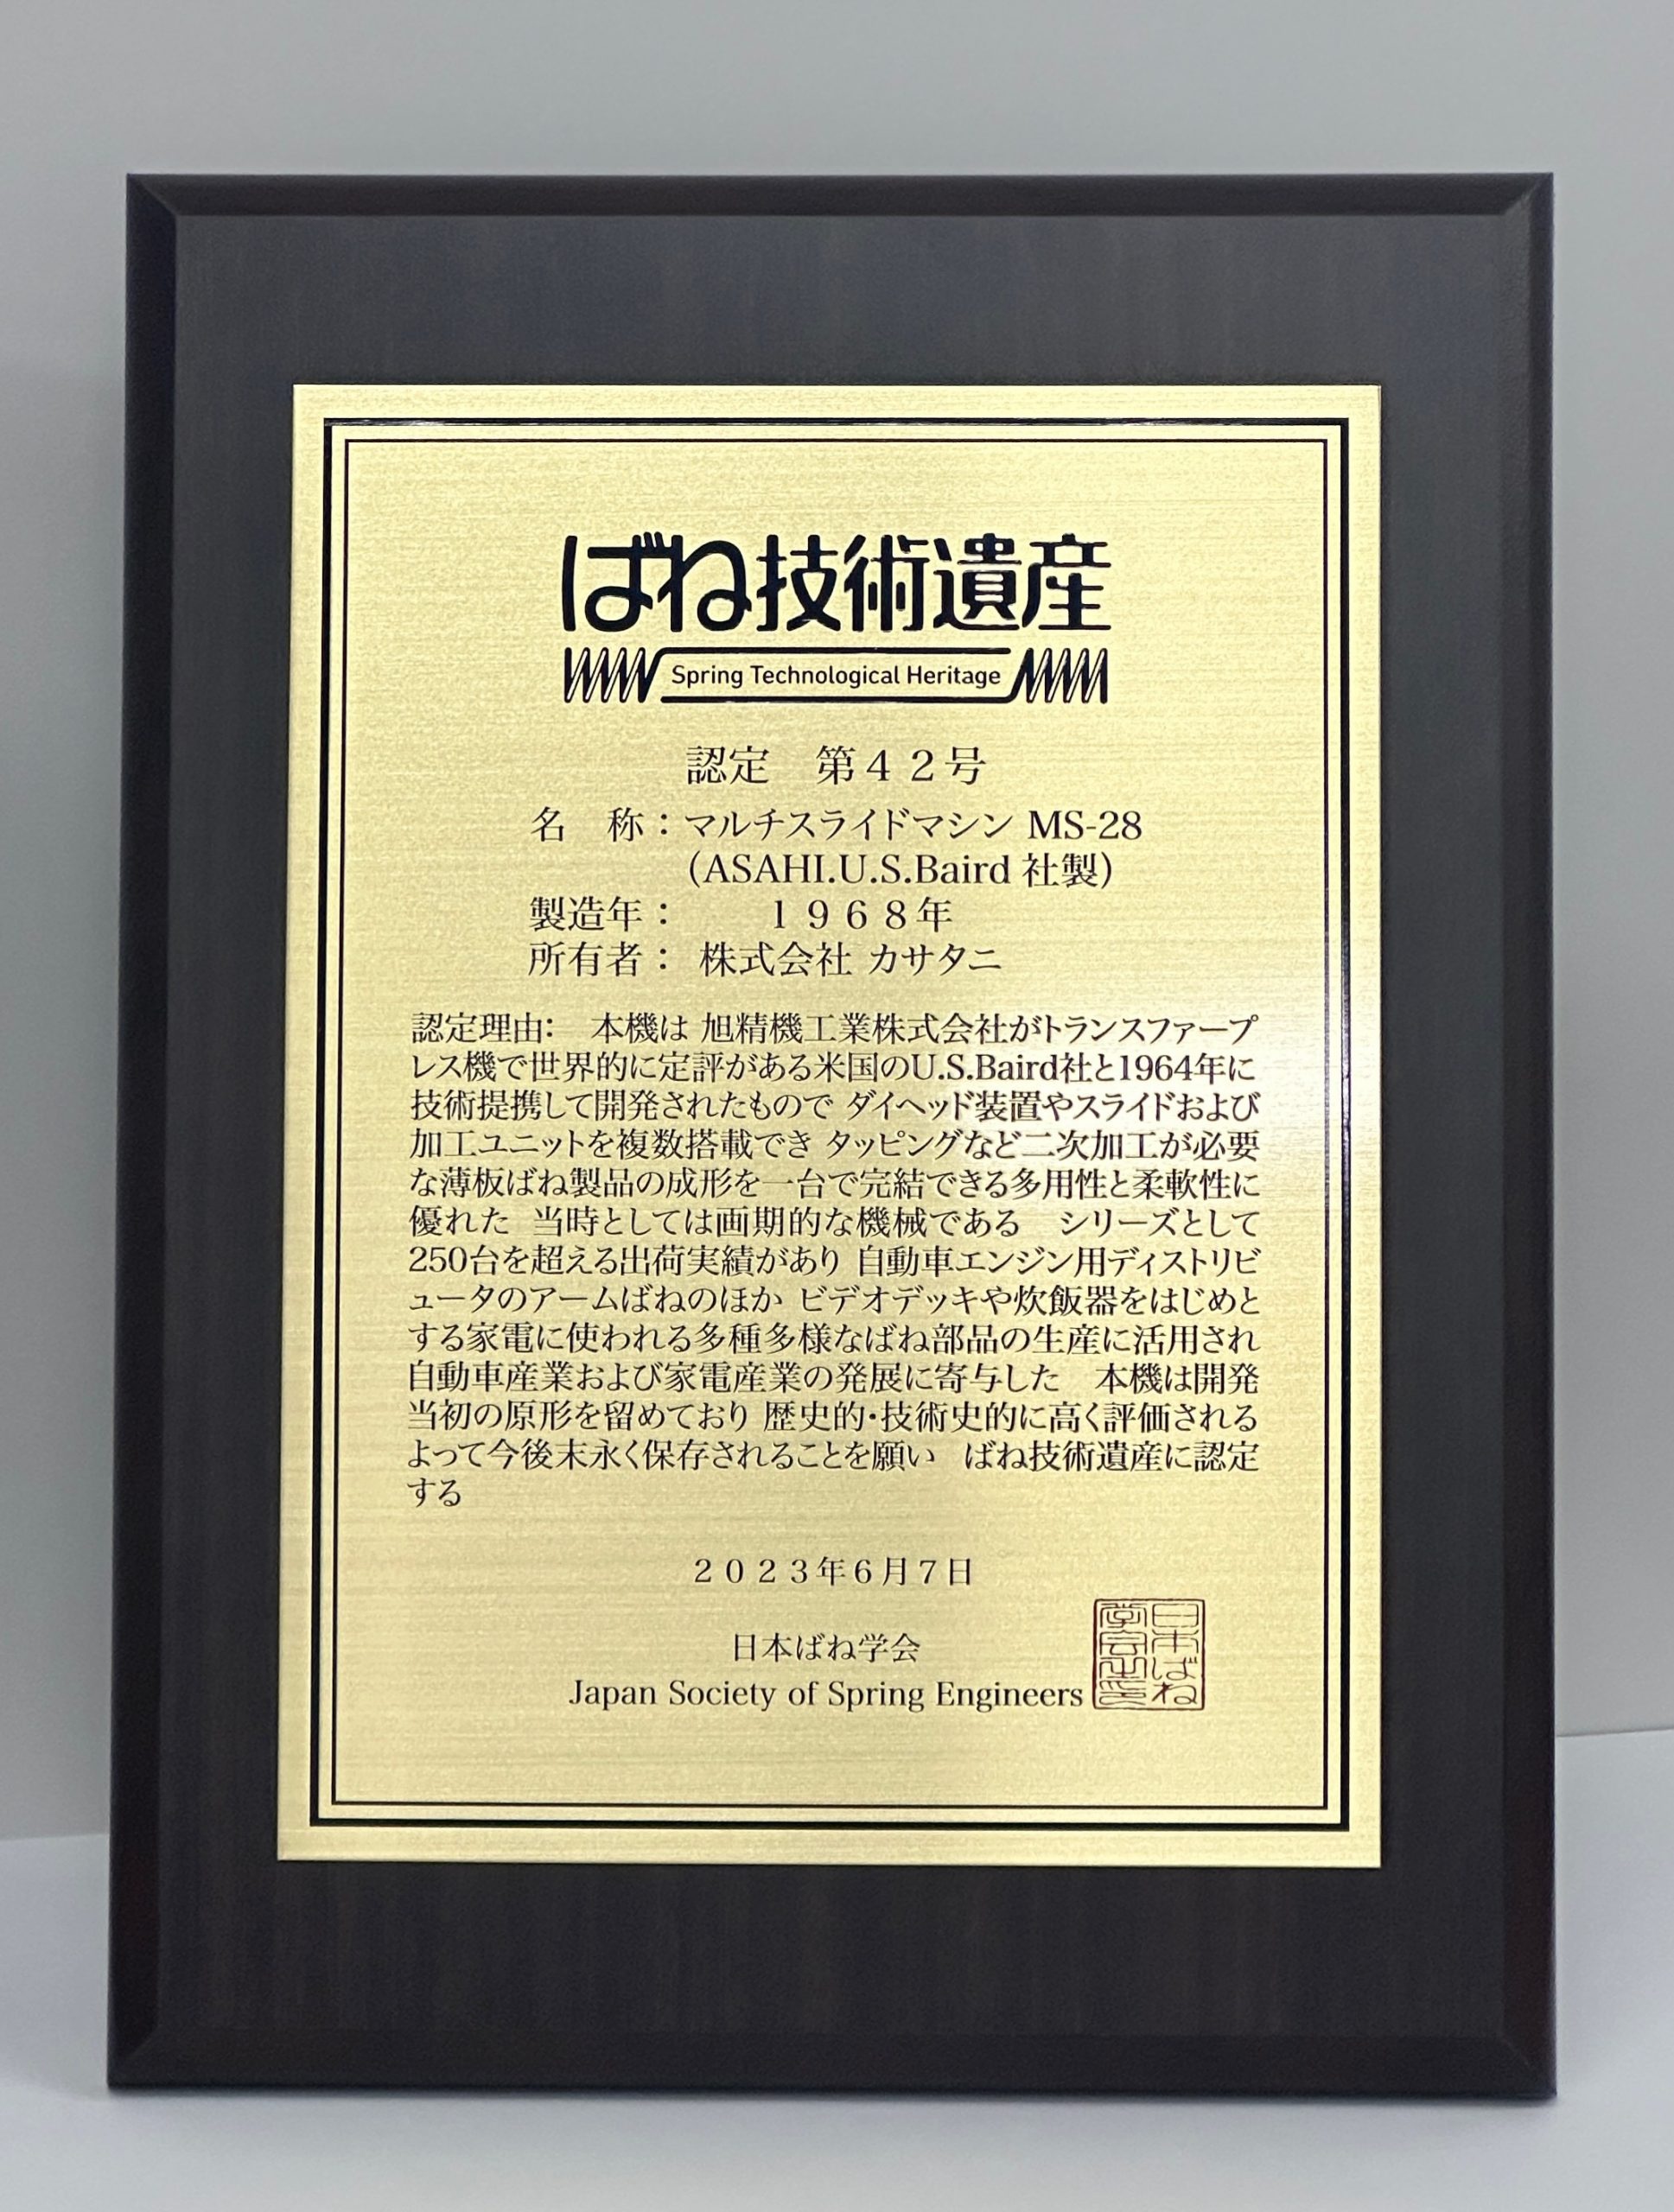 ばね技術遺産
Spring Technological Heritage
認定　第４２号
名　称：マルチスライドマシン MS-28
（ASAHI.U.S.Baird 社製）
製造年：　　１９６８年
所有者： 株式会社 カサタニ
認定理由：　本機は 旭精機工業株式会社がトランスファープ
レス機で世界的に定評がある米国のU.S.Baird社と1964年に
技術提携して開発されたもので ダイヘッド装置やスライドおよび
加工ユニットを複数搭載でき タッピングなど二次加工が必要
な薄板ばね製品の成形を一台で完結できる多用性と柔軟性に
優れた 当時としては画期的な機械である　シリーズとして
250台を超える出荷実績があり 自動車エンジン用ディストリビ
ュータのアームばねのほか ビデオデッキや炊飯器をはじめと
する家電に使われる多種多様なばね部品の生産に活用され
自動車産業および家電産業の発展に寄与した　本機は開発
当初の原形を留めており 歴史的・技術史的に高く評価される
よって今後末永く保存されることを願い　ばね技術遺産に認定
する
２０２３年６月７日
日本ばね学会
Japan Society of Spring Engineers
日本ばね
学会之印